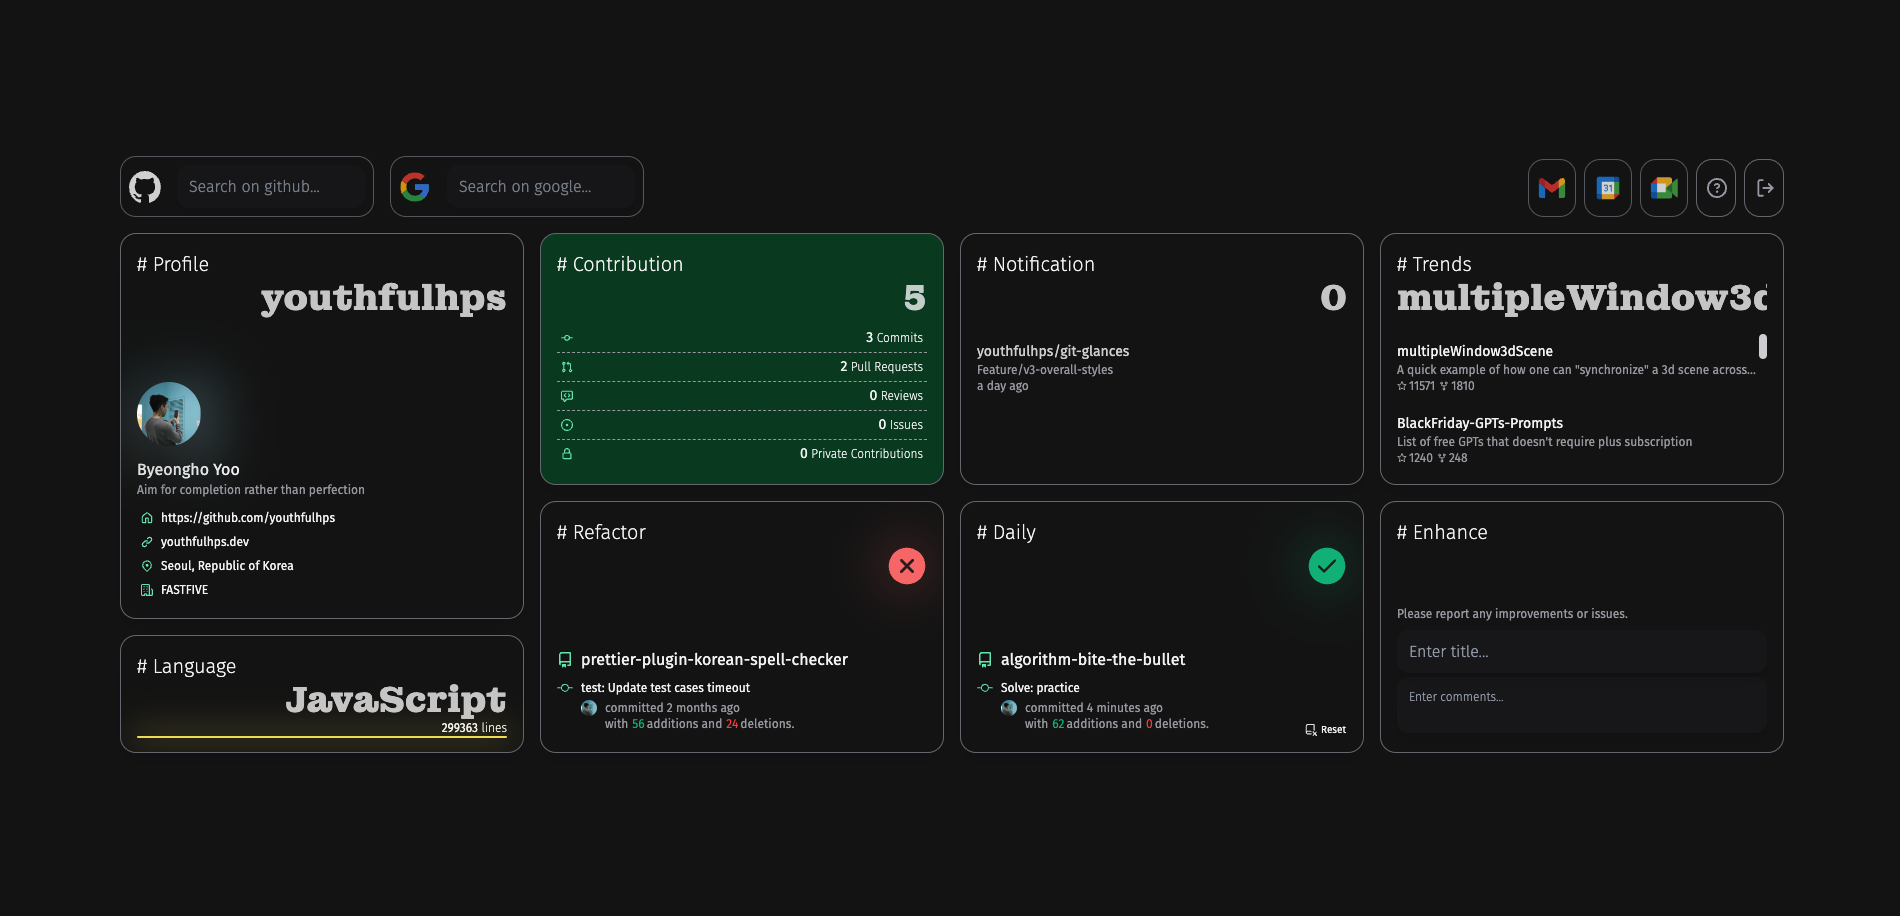 Search on github...
Search on google...
31
# Profile
youthfulhps
Byeongho Yoo
Aim for completion rather than perfection
https://github.com/youthfulhps
youthfulhps.dev
Seoul, Republic of Korea
FASTFIVE
# Language
JavaScript
299363 lines
# Contribution
5
3 Commits
2 Pull Requests
0 Reviews
0 Issues
0 Private Contributions
# Notification
0
youthfulhps/git-glances
Feature/v3-overall-styles
a day ago
# Trends
multipleWindow3d
multipleWindow3dScene
A quick example of how one can "synchronize" a 3d scene across...
11571 1810
BlackFriday-GPTs-Prompts
List of free GPTs that doesn't require plus subscription
1240 248
# Refactor
prettier-plugin-korean-spell-checker
test: Update test cases timeout
committed 2 months ago
with 56 additions and 24 deletions.
# Daily
algorithm-bite-the-bullet
Solve: practice
committed 4 minutes ago
with 62 additions and 0 deletions.
Reset
# Enhance
Please report any improvements or issues.
Enter title...
Enter comments...